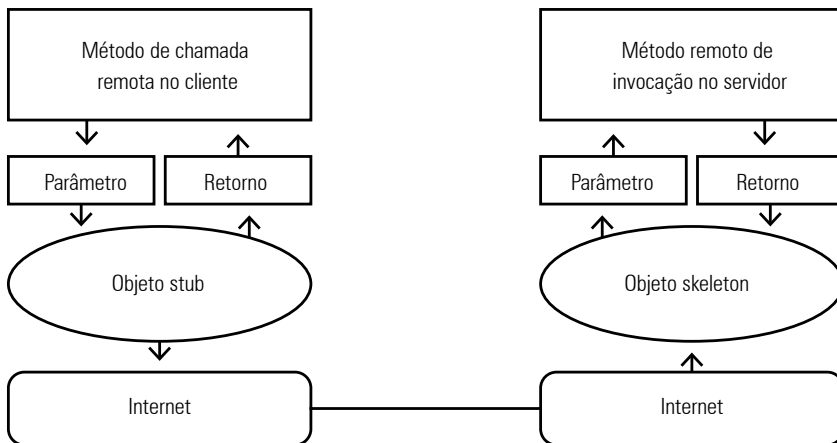 Método de chamada
remota no cliente
Método remoto de
invocação no servidor
Parâmetro
Retorno
Parâmetro
Retorno
Objeto stub
Objeto skeleton
Internet
Internet